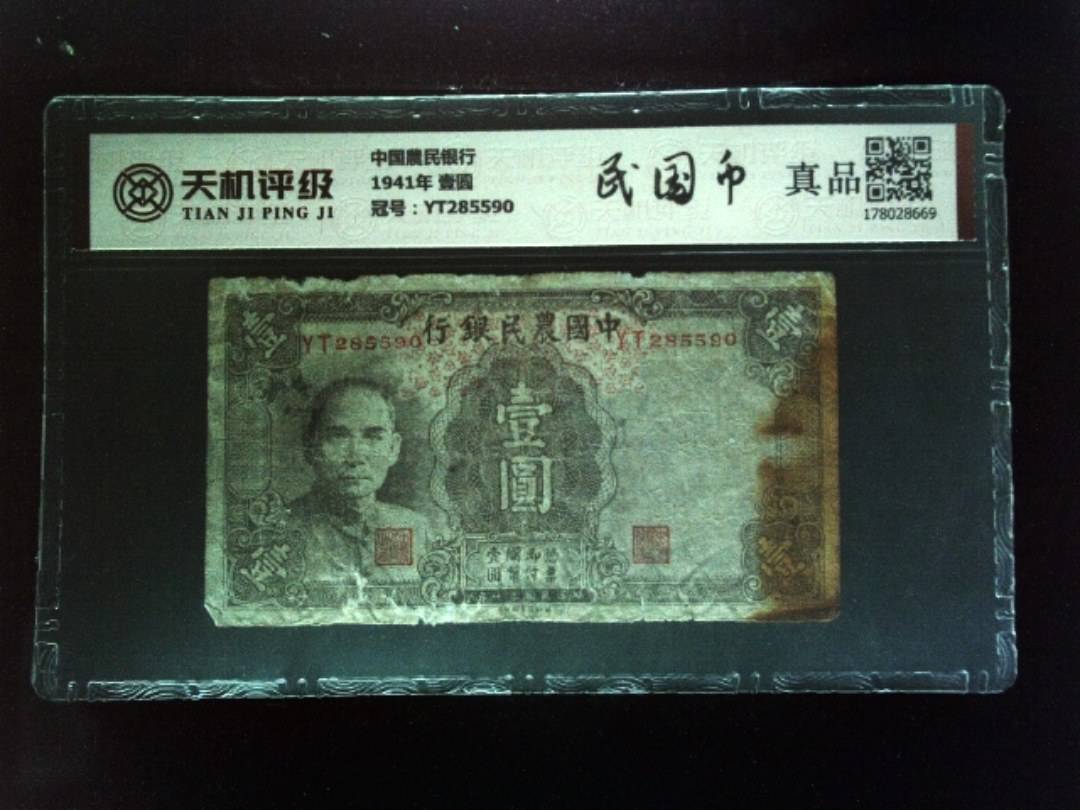 天机评级
TIAN JI PING JI
中国農民银行
1941年 壹圆
冠号：YT285590
民国币
真品
178028669
行銀民農國中
YT285590
YT285590
壹
壹
壹
圓
壹
壹